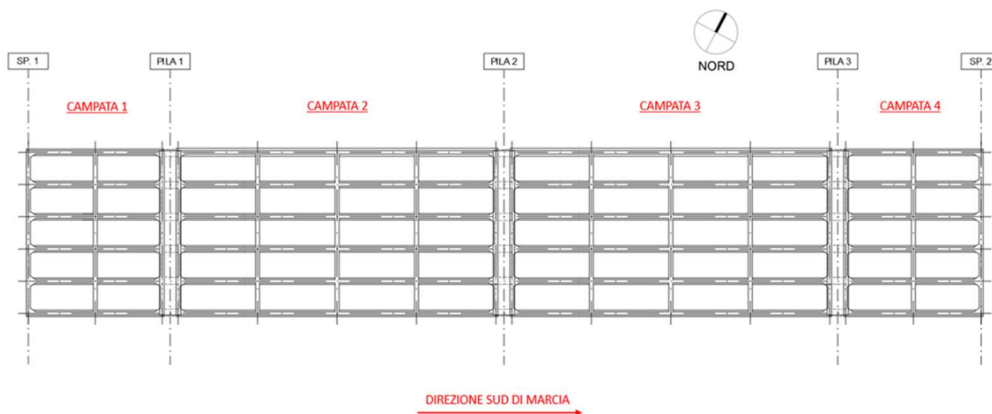 SP. 1
PILA 1
PILA 2
NORD
PILA 3
SP. 2
CAMPATA 1
CAMPATA 2
CAMPATA 3
CAMPATA 4
DIREZIONE SUD DI MARCIA